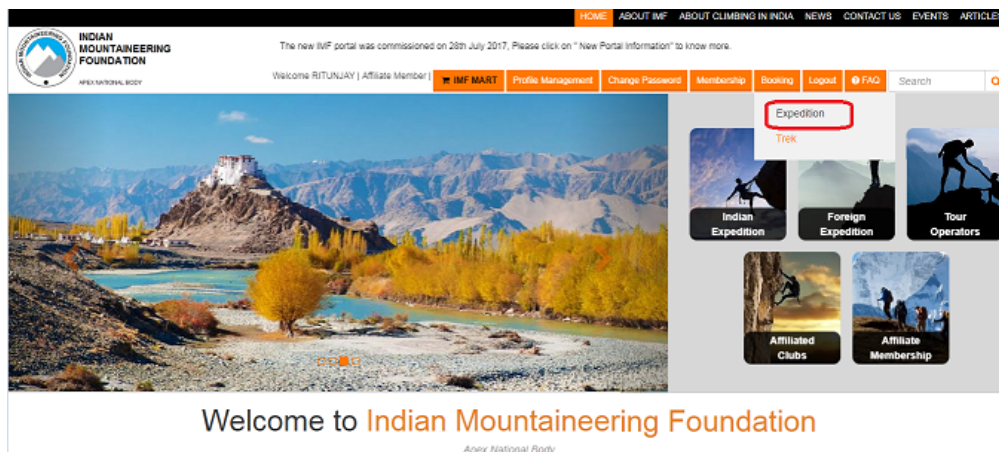 HOME ABOUT IMF ABOUT CLIMBING IN INDIA NEWS CONTACT US EVENTS ARTICLES
INDIAN
MOUNTAINEERING
FOUNDATION
APEX NATIONAL BODY
The new IMF portal was commissioned on 28th July 2017, Please click on " New Portal Information" to know more.
Welcome RITUNJAY | Affiliate Member |
IMF MART Profile Management Change Password Membership Booking Logout FAQ Search
Expedition
Trek
Indian
Expedition
Foreign
Expedition
Tour
Operators
Affiliated
Clubs
Affiliate
Membership
Welcome to Indian Mountaineering Foundation
Apex National Body